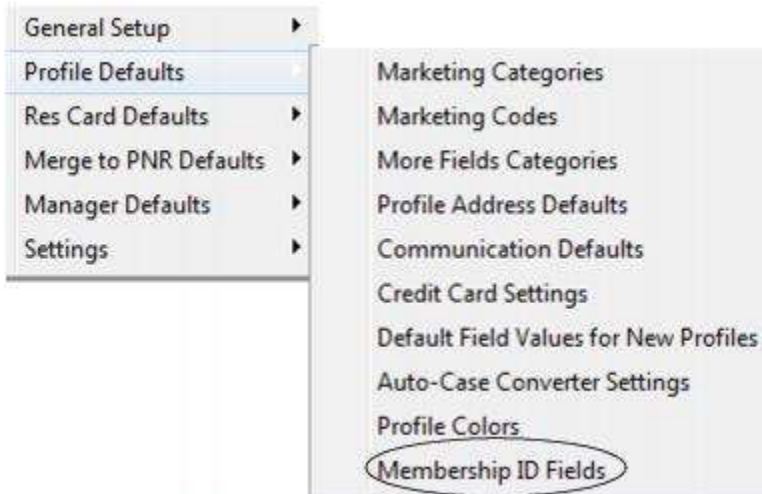 General Setup
Profile Defaults
Res Card Defaults
Merge to PNR Defaults
Manager Defaults
Settings
Marketing Categories
Marketing Codes
More Fields Categories
Profile Address Defaults
Communication Defaults
Credit Card Settings
Default Field Values for New Profiles
Auto-Case Converter Settings
Profile Colors
Membership ID Fields